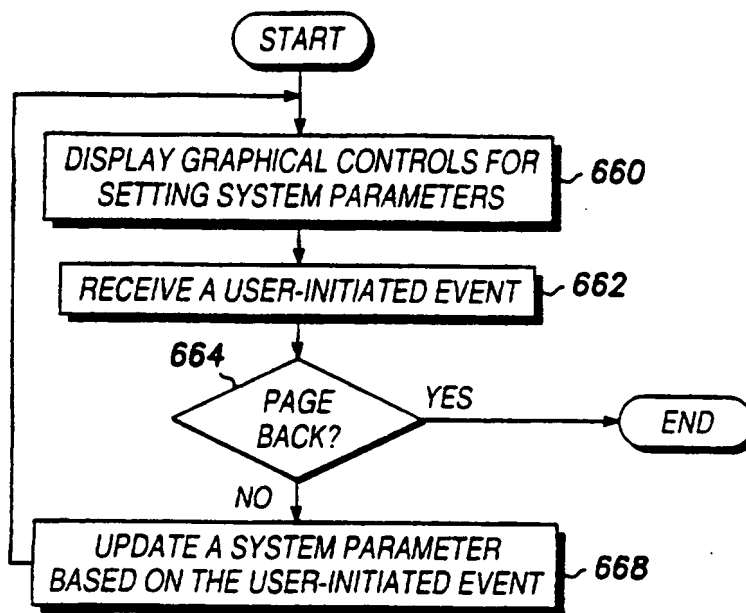 START
DISPLAY GRAPHICAL CONTROLS FOR
SETTING SYSTEM PARAMETERS
660
RECEIVE A USER-INITIATED EVENT
662
664
PAGE
BACK?
YES
END
NO
UPDATE A SYSTEM PARAMETER
BASED ON THE USER-INITIATED EVENT
668